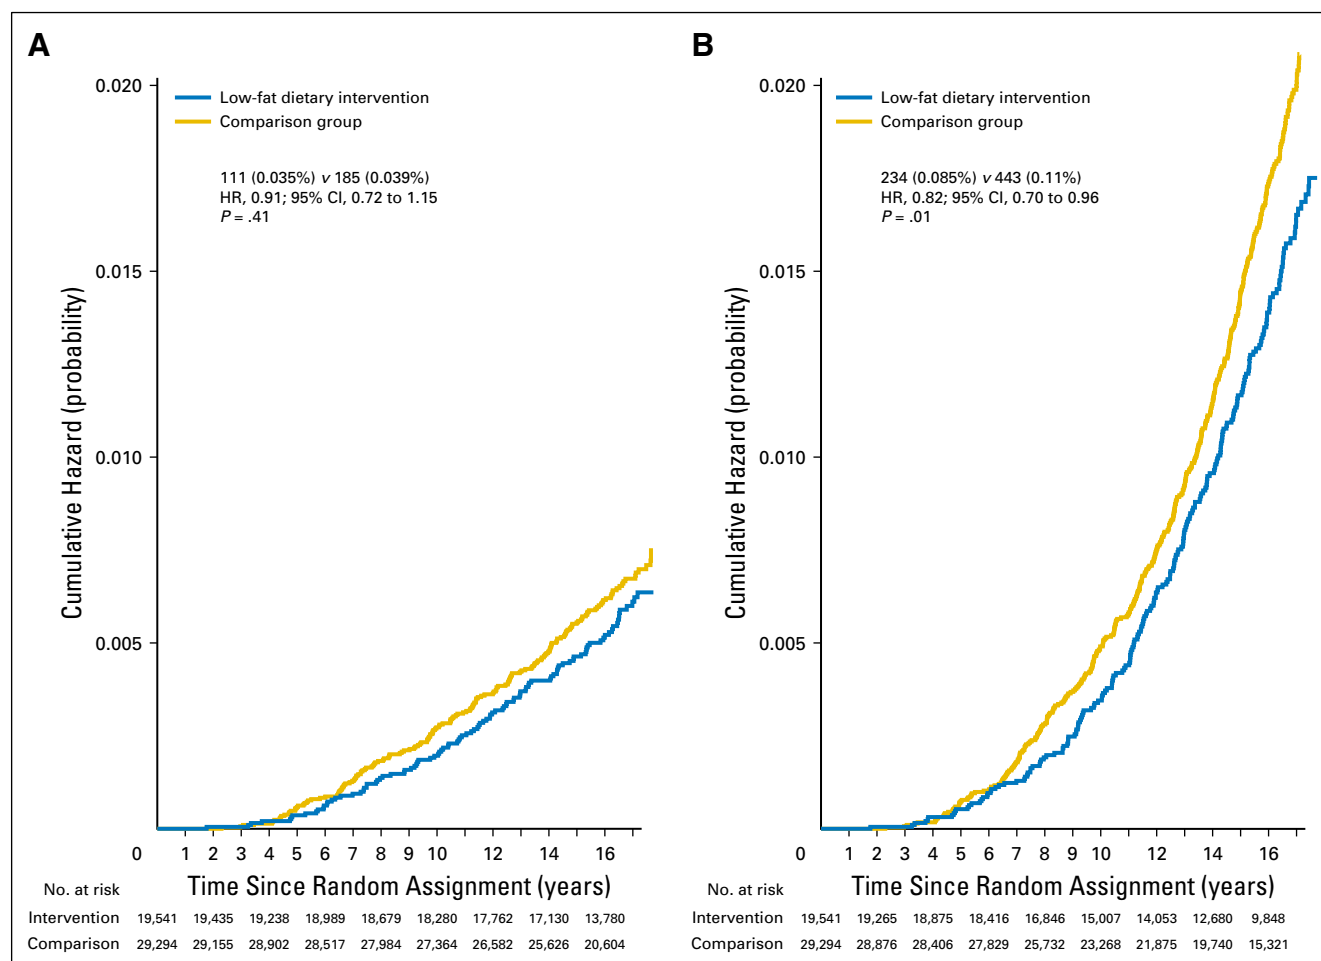 A
0.020
0.015
0.010
0.005
0
Cumulative Hazard (probability)
Low-fat dietary intervention
Comparison group
111 (0.035%) v 185 (0.039%)
HR, 0.91; 95% CI, 0.72 to 1.15
P = .41
1 2 3 4 5 6 7 8 9 10 12 14 16
Time Since Random Assignment (years)
No. at risk
Intervention 19,541 19,435 19,238 18,989 18,679 18,280 17,762 17,130 13,780
Comparison 29,294 29,155 28,902 28,517 27,984 27,364 26,582 25,626 20,604
B
0.020
0.015
0.010
0.005
0
Cumulative Hazard (probability)
Low-fat dietary intervention
Comparison group
234 (0.085%) v 443 (0.11%)
HR, 0.82; 95% CI, 0.70 to 0.96
P = .01
1 2 3 4 5 6 7 8 9 10 12 14 16
Time Since Random Assignment (years)
No. at risk
Intervention 19,541 19,265 18,875 18,416 16,846 15,007 14,053 12,680 9,848
Comparison 29,294 28,876 28,406 27,829 25,732 23,268 21,875 19,740 15,321